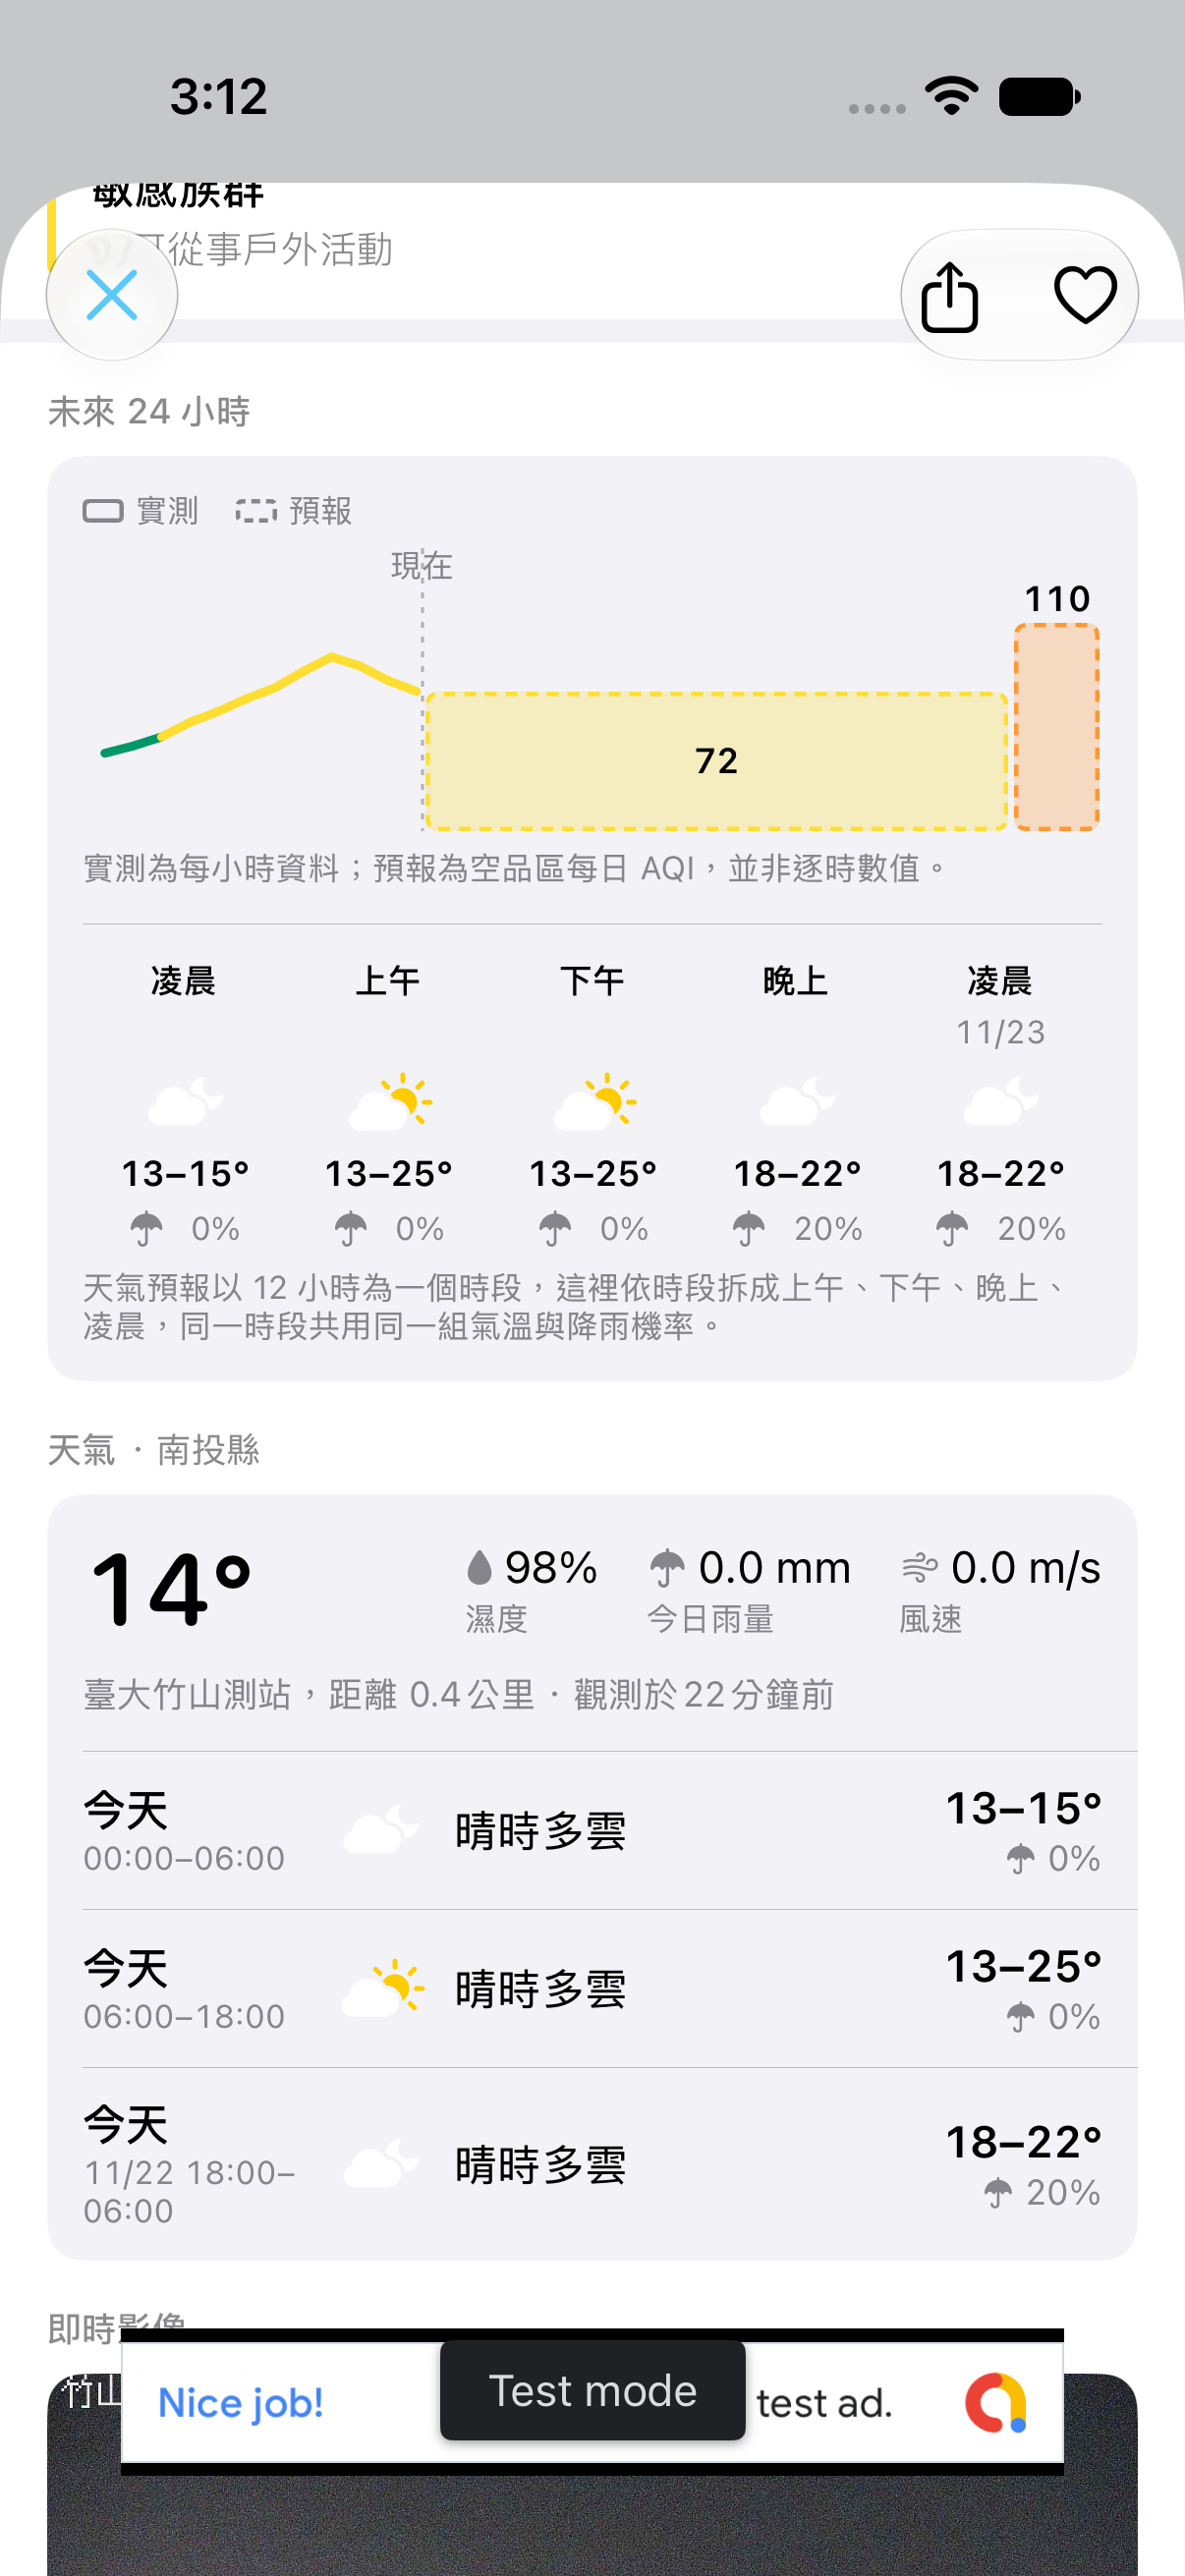 3:12
敏感族群
從事戶外活動
未來 24 小時
實測 預報
現在
110
72
實測為每小時資料；預報為空品區每日 AQI，並非逐時數值。
凌晨 上午 下午 晚上 凌晨
11/23
13–15° 13–25° 13–25° 18–22° 18–22°
0% 0% 0% 20% 20%
天氣預報以 12 小時為一個時段，這裡依時段拆成上午、下午、晚上、
凌晨，同一時段共用同一組氣溫與降雨機率。
天氣 · 南投縣
14° 98% 0.0 mm 0.0 m/s
濕度 今日雨量 風速
臺大竹山測站，距離 0.4 公里 · 觀測於 22 分鐘前
今天 晴時多雲 13–15°
00:00–06:00 0%
今天 晴時多雲 13–25°
06:00–18:00 0%
今天 晴時多雲 18–22°
11/22 18:00–
06:00 20%
即時影像
竹山
Nice job! Test mode test ad.